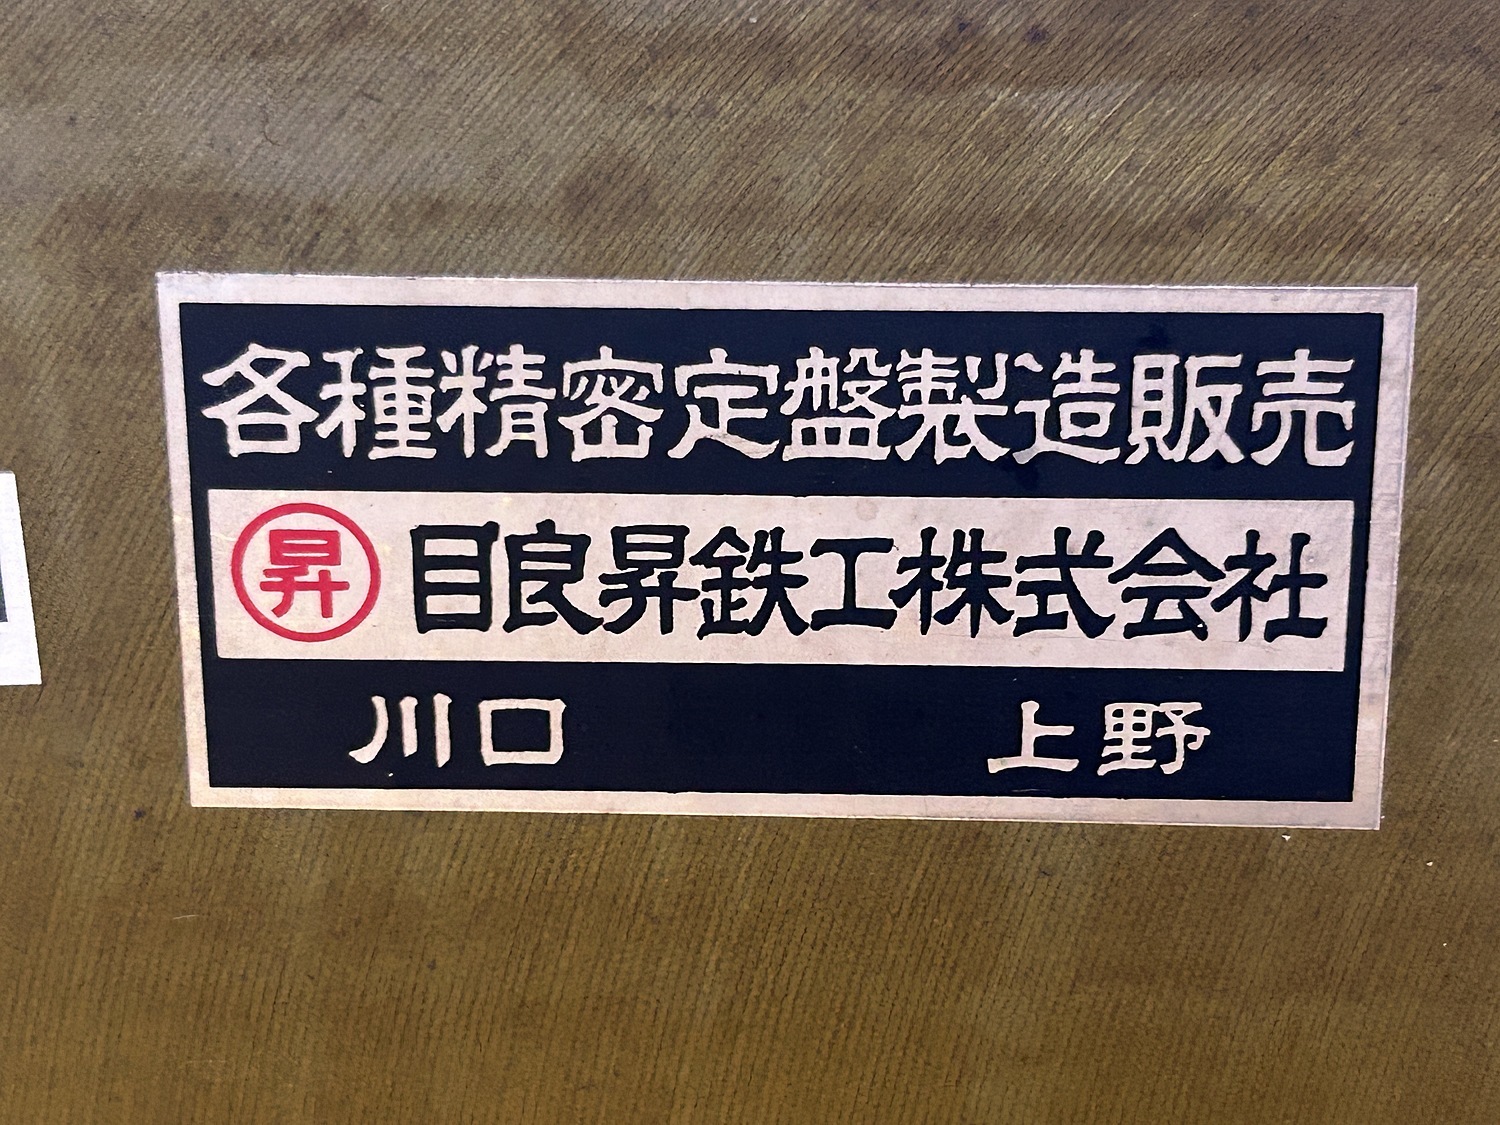 各種精密定盤製造販売
昇 目良昇鉄工株式会社
川口 上野